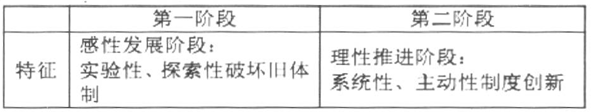 第一阶段 第二阶段
特征
感性发展阶段：
实验性、探索性破坏旧体
制
理性推进阶段：
系统性、主动性制度创新